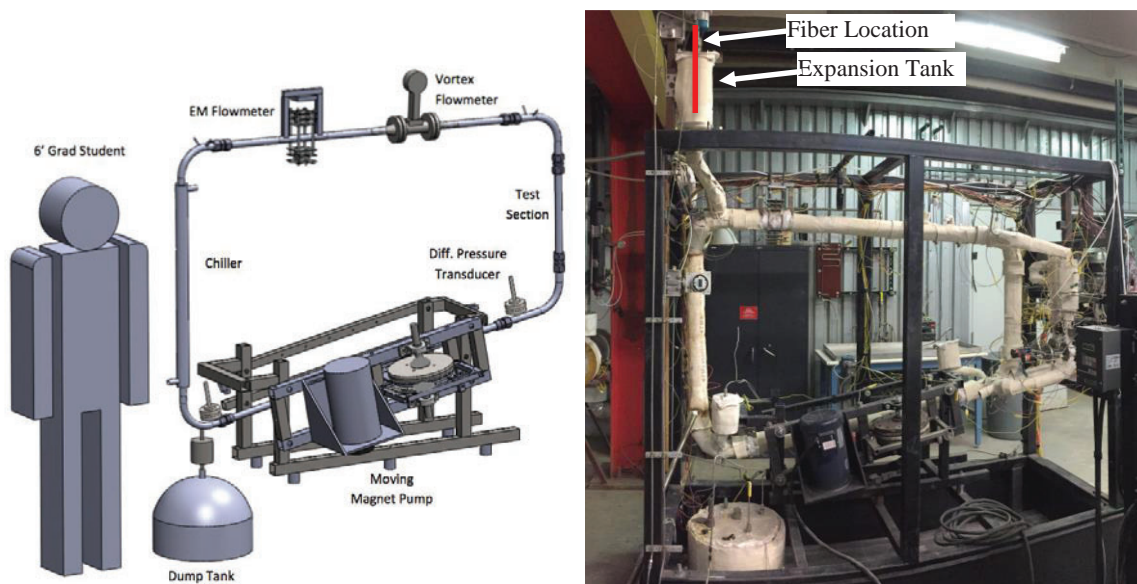 6' Grad Student
EM Flowmeter
Vortex
Flowmeter
Chiller
Test
Section
Diff. Pressure
Transducer
Moving
Magnet Pump
Dump Tank
Fiber Location
Expansion Tank